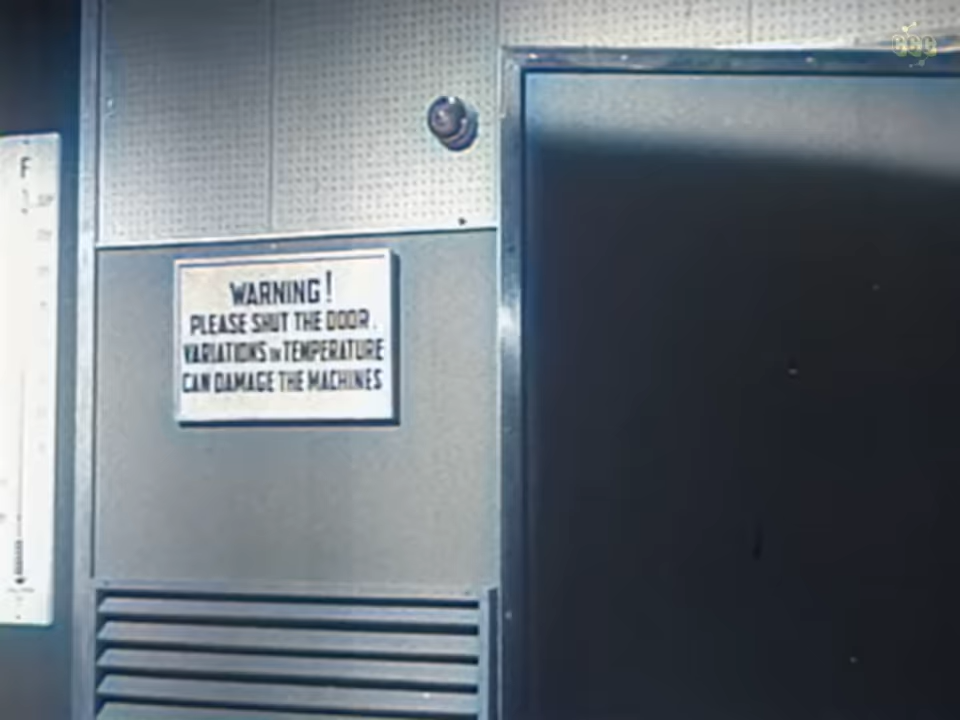 F
WARNING!
PLEASE SHUT THE DOOR.
VARIATIONS IN TEMPERATURE
CAN DAMAGE THE MACHINES